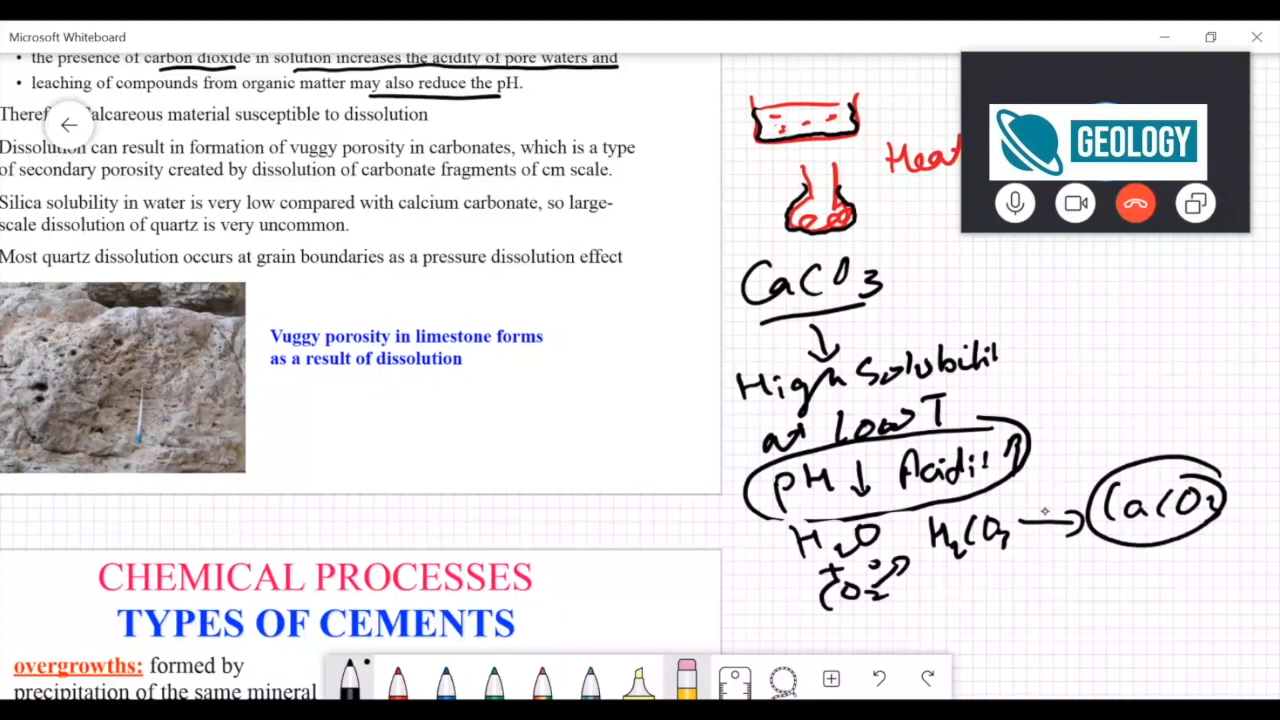 Microsoft Whiteboard
• the presence of carbon dioxide in solution increases the acidity of pore waters and
• leaching of compounds from organic matter may also reduce the pH.
calcareous material susceptible to dissolution
Dissolution can result in formation of vuggy porosity in carbonates, which is a type
of secondary porosity created by dissolution of carbonate fragments of cm scale.
Silica solubility in water is very low compared with calcium carbonate, so large-
scale dissolution of quartz is very uncommon.
Most quartz dissolution occurs at grain boundaries as a pressure dissolution effect
Vuggy porosity in limestone forms
as a result of dissolution
CHEMICAL PROCESSES
TYPES OF CEMENTS
overgrowths: formed by
precipitation of the same mineral
Heat
GEOLOGY
CaCO3
↓
High Solubili
at Low T
pH ↓ Acidi ↑
H2O H2CO3 → CaCO3
+
CO2